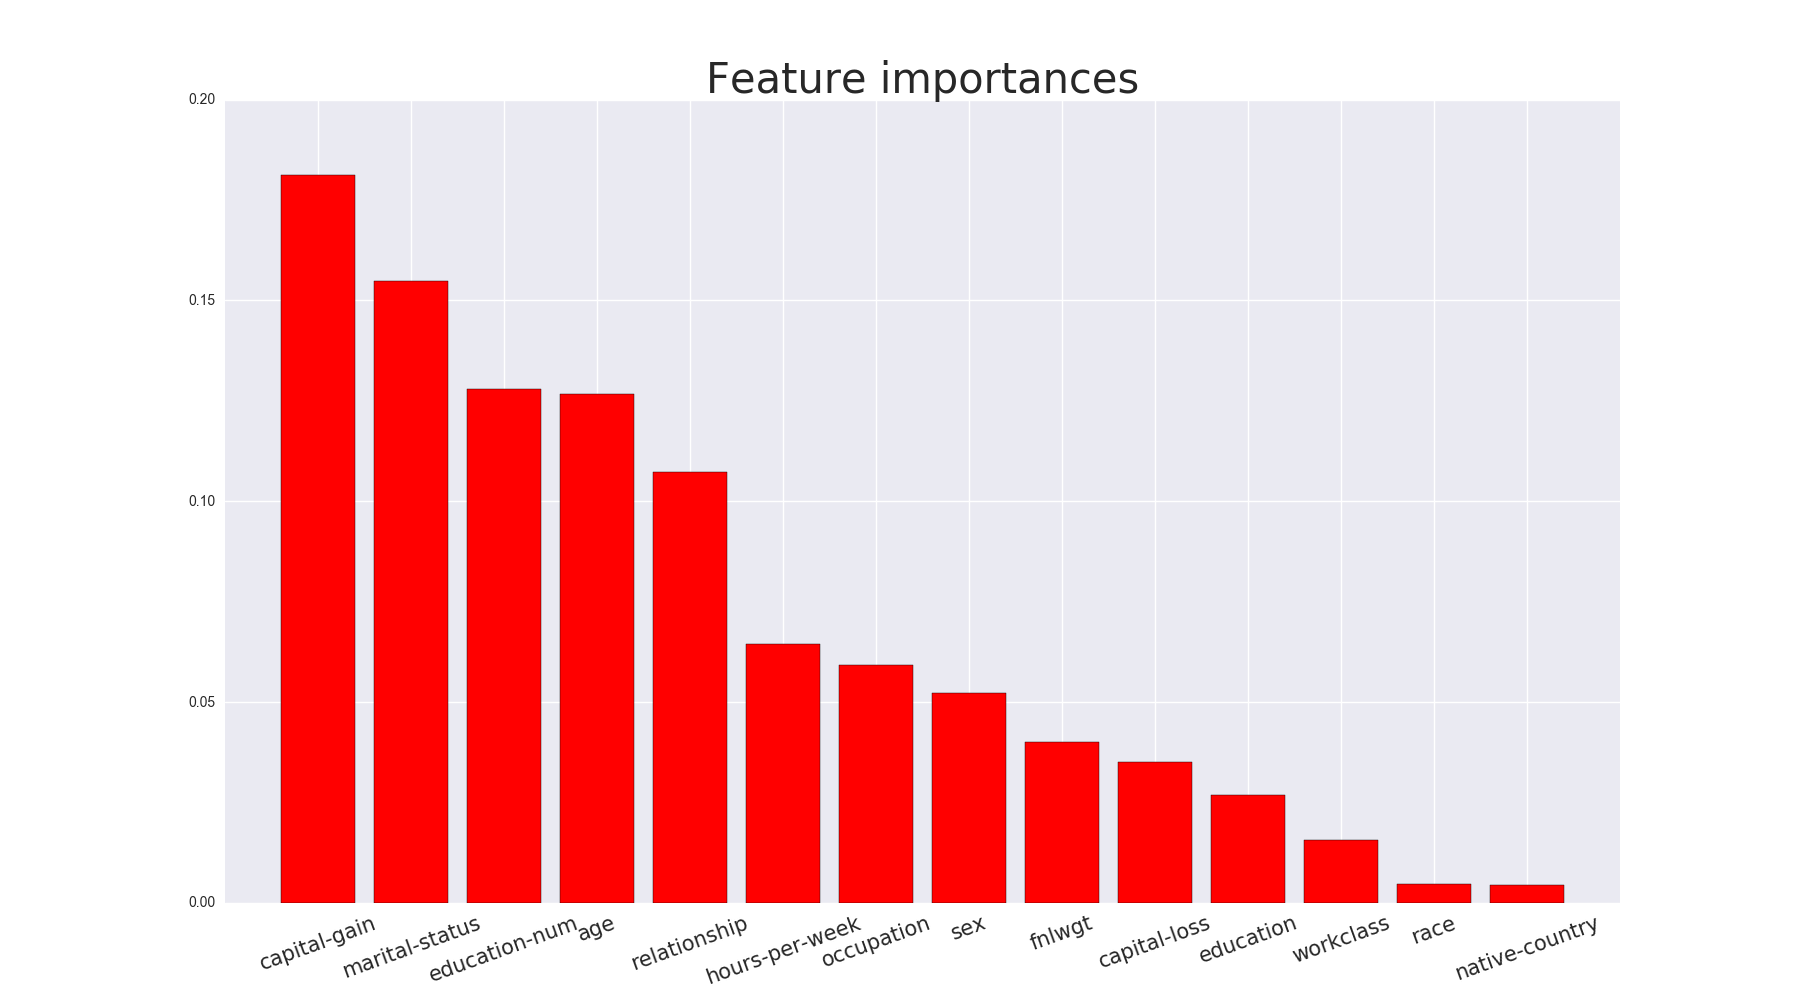 Feature importances
0.20
0.15
0.10
0.05
0.00
capital-gain
marital-status
education-num
age
relationship
hours-per-week
occupation
sex
fnlwgt
capital-loss
education
workclass
race
native-country